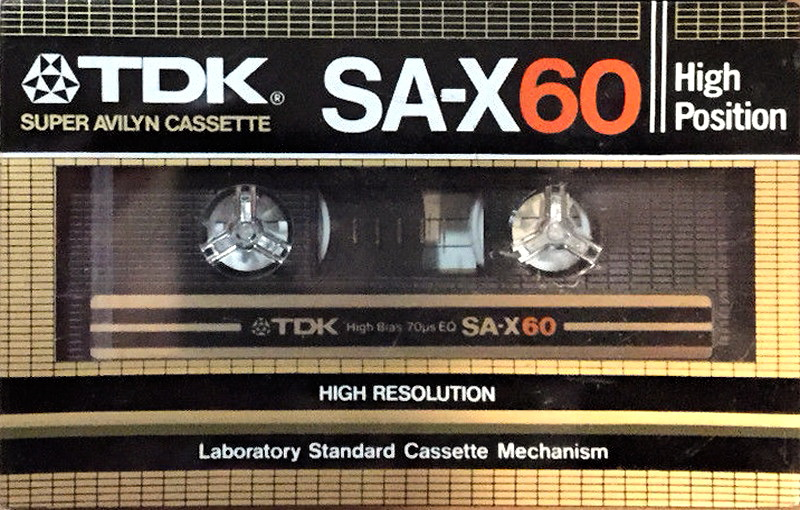 TDK®
SUPER AVILYN CASSETTE
SA-X60
High
Position
TDK High Bias 70µs EQ SA-X60
HIGH RESOLUTION
Laboratory Standard Cassette Mechanism